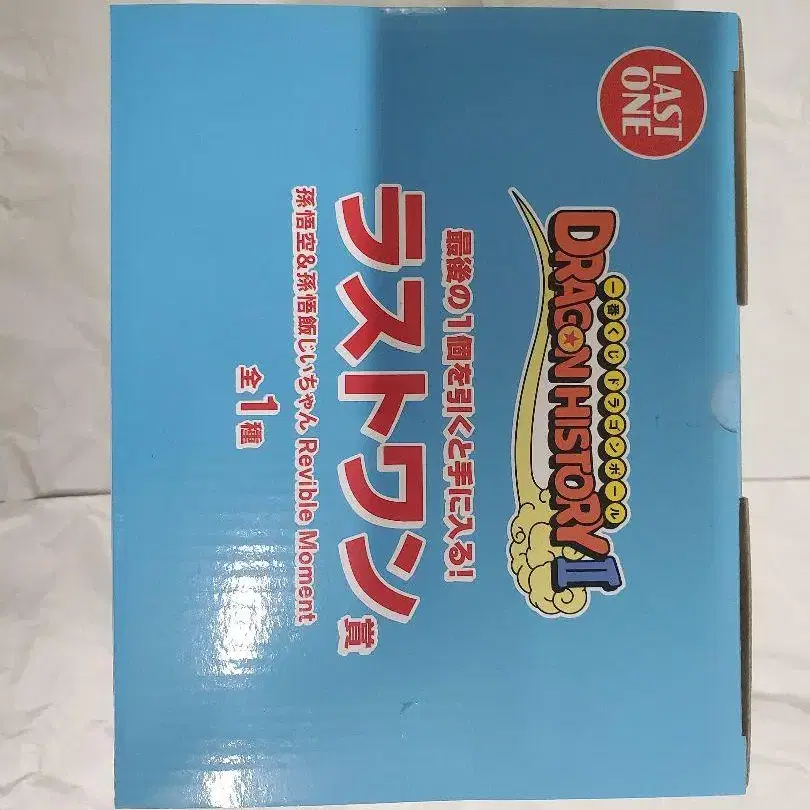 LAST
ONE
一番くじドラゴンボール
DRAGON HISTORY II
最後の1個を引くと手に入る!
ラストワン賞
孫悟空&孫悟飯じいちゃん Revible Moment
全1種